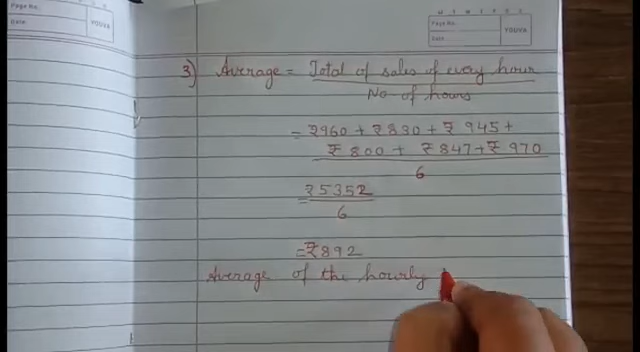 Page No.
Date
YOUVA
M T W T F S S
Page No.
Date
YOUVA
3) Average = Total of sales of every hour
No of hours
= ₹960 + ₹830 + ₹ 945 +
₹ 800 + ₹ 847 + ₹ 970
6
= ₹5352
6
= ₹892
Average of the hourly